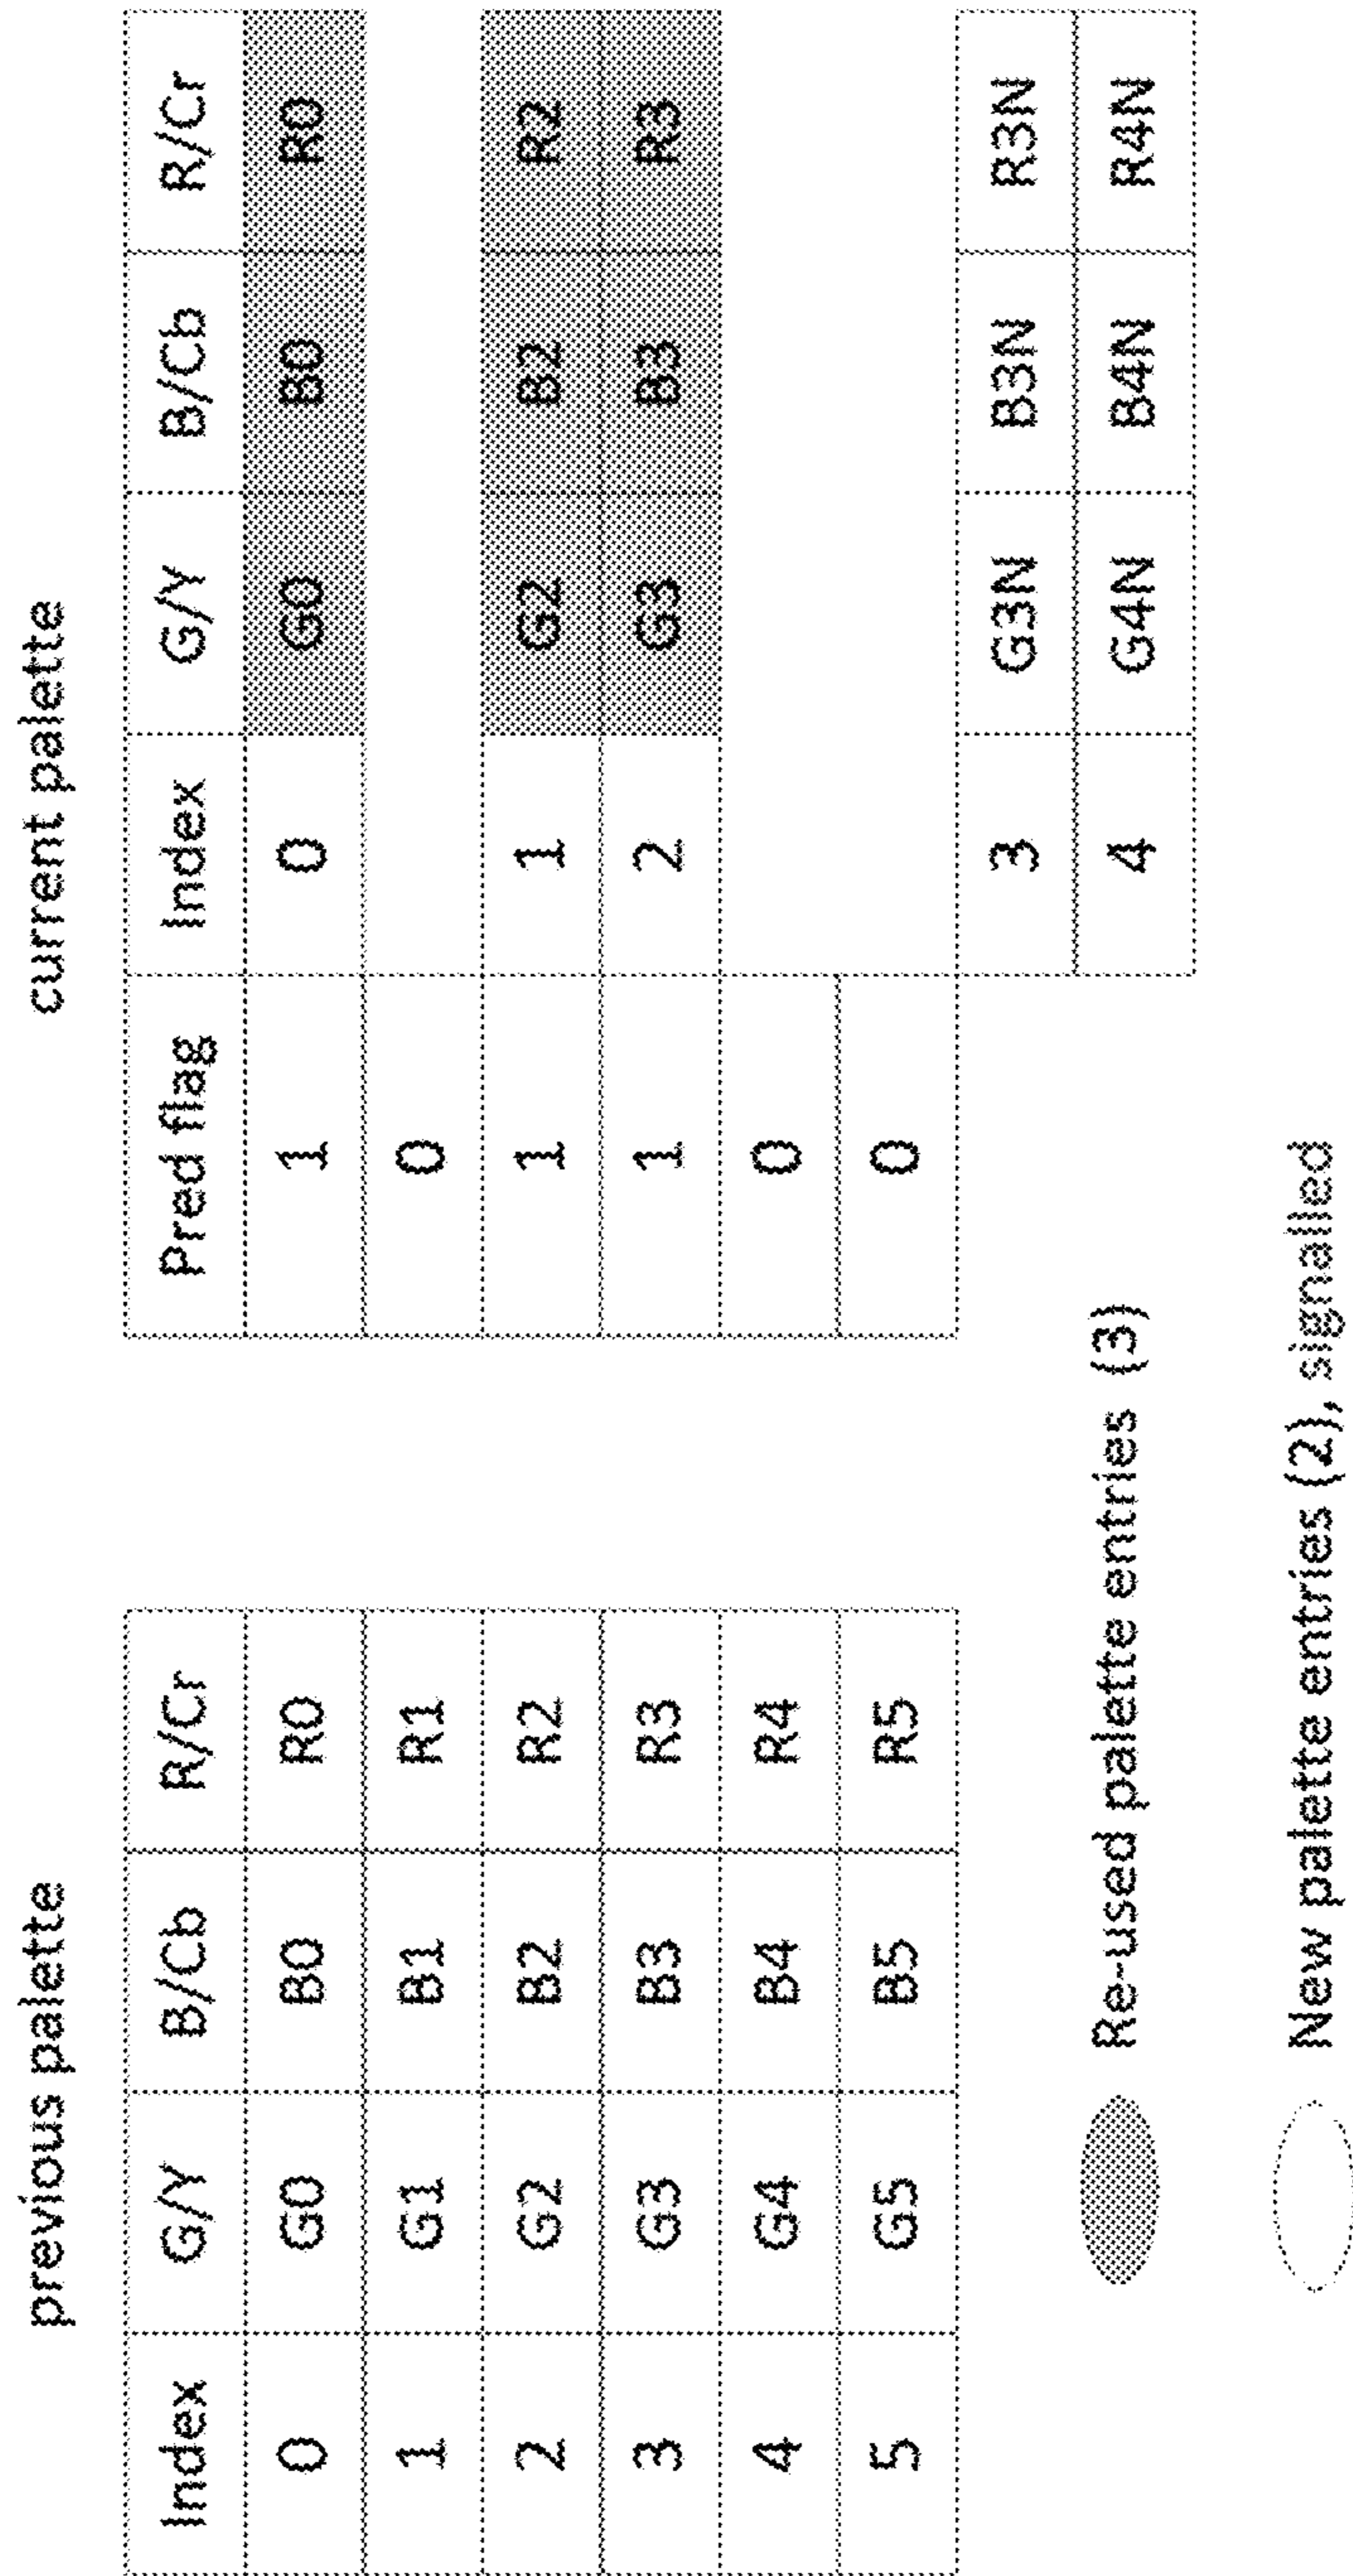 previous palette
current palette
Index G/Y B/Cb R/Cr
0 G0 B0 R0
1 G1 B1 R1
2 G2 B2 R2
3 G3 B3 R3
4 G4 B4 R4
5 G5 B5 R5
Pred flag Index G/Y B/Cb R/Cr
1 0 G0 B0 R0
0
1 1 G2 B2 R2
1 2 G3 B3 R3
0
0
3 G3N B3N R3N
4 G4N B4N R4N
Re-used palette entries (3)
New palette entries (2), signalled